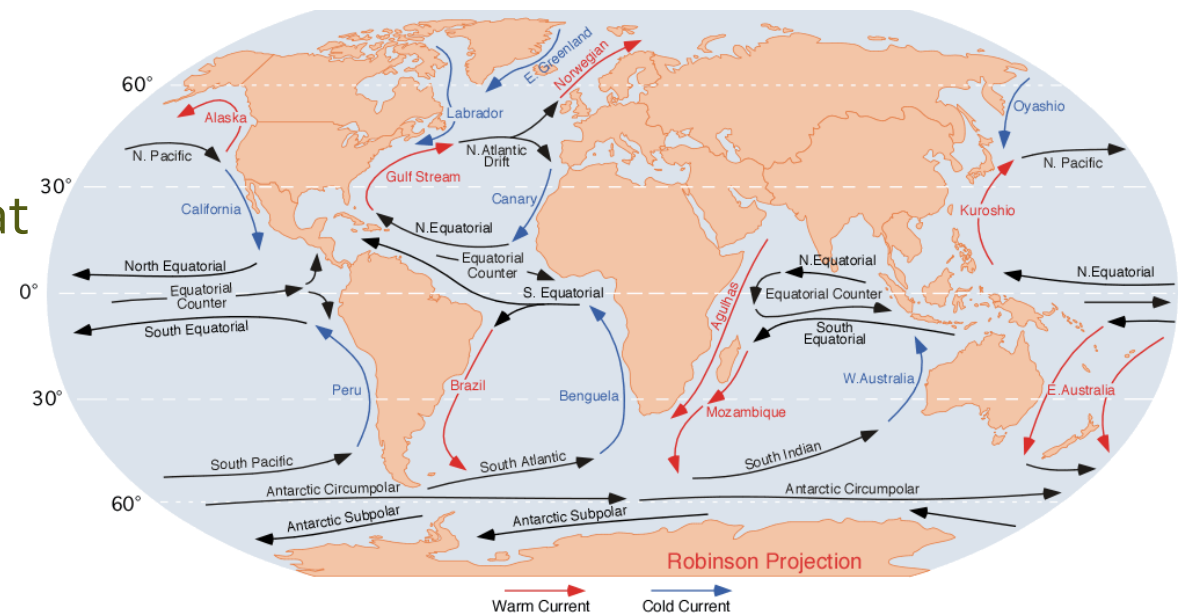 at
60°
30°
0°
30°
60°
Alaska
N. Pacific
California
North Equatorial
Equatorial
Counter
South Equatorial
Peru
South Pacific
Antarctic Circumpolar
Antarctic Subpolar
Labrador
E. Greenland
Norwegian
N.Atlantic
Drift
Gulf Stream
Canary
N.Equatorial
Equatorial
Counter
S. Equatorial
Brazil
Benguela
South Atlantic
Antarctic Subpolar
Agulhas
Mozambique
N.Equatorial
Equatorial Counter
South
Equatorial
W.Australia
South Indian
Antarctic Circumpolar
Oyashio
N. Pacific
Kuroshio
N.Equatorial
E.Australia
Robinson Projection
Warm Current
Cold Current